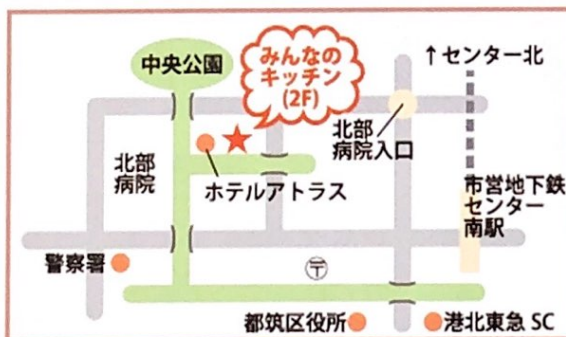 中央公園
みんなの
キッチン
(2F)
↑センター北
北部
病院入口
北部
病院
ホテルアトラス
市営地下鉄
センター
南駅
警察署
〒
都筑区役所
港北東急 SC